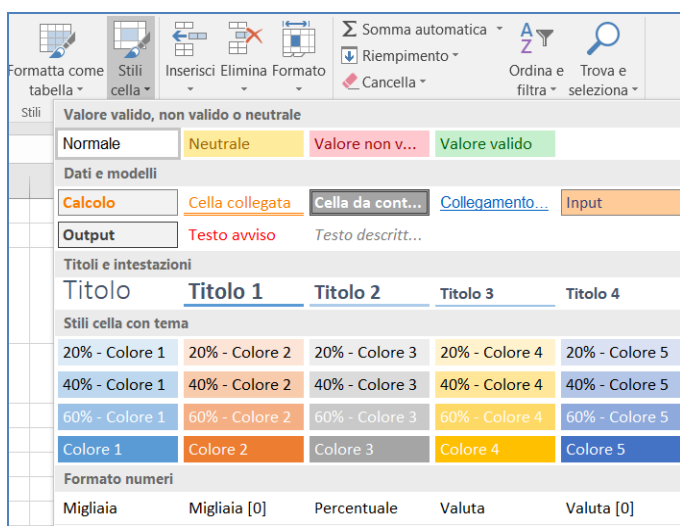 Formatta come tabella
Stili cella
Inserisci Elimina Formato
Σ Somma automatica
Riempimento
Cancella
Ordina e filtra
Trova e seleziona
Stili
Valore valido, non valido o neutrale
Normale Neutrale Valore non v... Valore valido
Dati e modelli
Calcolo Cella collegata Cella da cont... Collegamento... Input
Output Testo avviso Testo descritt...
Titoli e intestazioni
Titolo Titolo 1 Titolo 2 Titolo 3 Titolo 4
Stili cella con tema
20% - Colore 1 20% - Colore 2 20% - Colore 3 20% - Colore 4 20% - Colore 5
40% - Colore 1 40% - Colore 2 40% - Colore 3 40% - Colore 4 40% - Colore 5
60% - Colore 1 60% - Colore 2 60% - Colore 3 60% - Colore 4 60% - Colore 5
Colore 1 Colore 2 Colore 3 Colore 4 Colore 5
Formato numeri
Migliaia Migliaia [0] Percentuale Valuta Valuta [0]